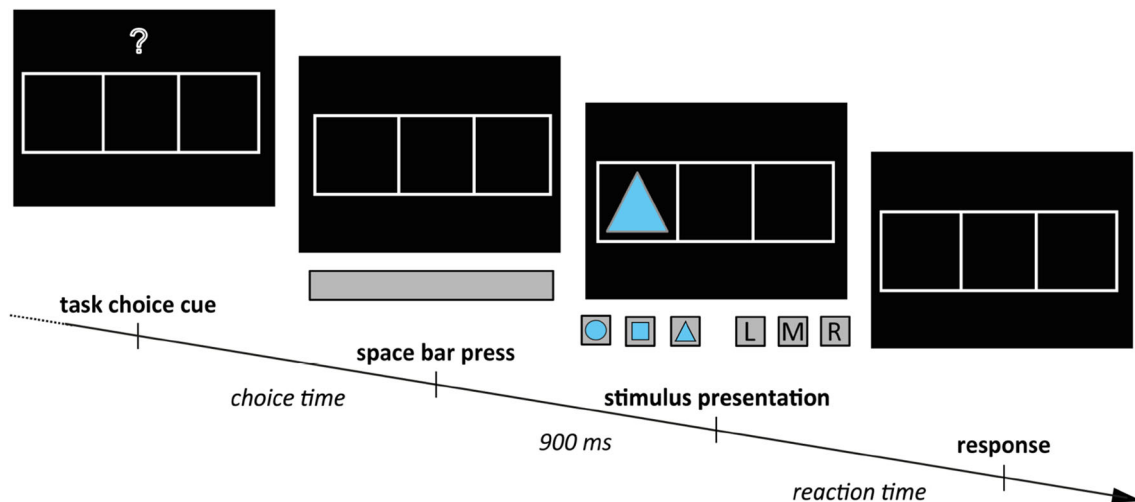 ?
task choice cue
space bar press
choice time
L M R
stimulus presentation
900 ms
response
reaction time